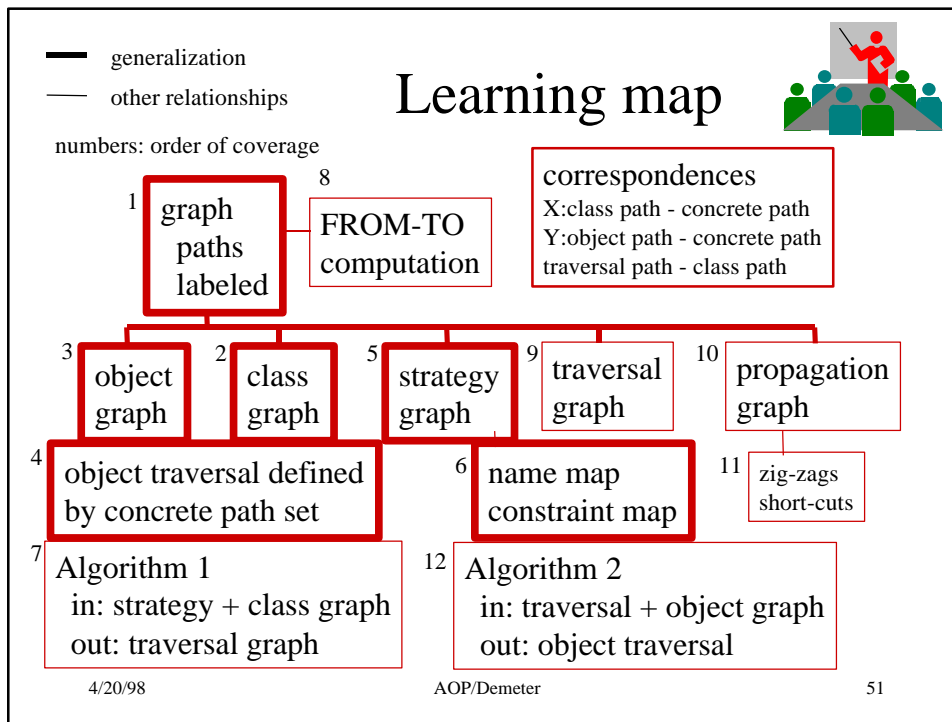 generalization
other relationships
Learning map
numbers: order of coverage
1
graph
paths
labeled
8
FROM-TO
computation
correspondences
X:class path - concrete path
Y:object path - concrete path
traversal path - class path
3
object
graph
2
class
graph
5
strategy
graph
9
traversal
graph
10
propagation
graph
4
object traversal defined
by concrete path set
6
name map
constraint map
11
zig-zags
short-cuts
7
Algorithm 1
in: strategy + class graph
out: traversal graph
12
Algorithm 2
in: traversal + object graph
out: object traversal
4/20/98
AOP/Demeter
51